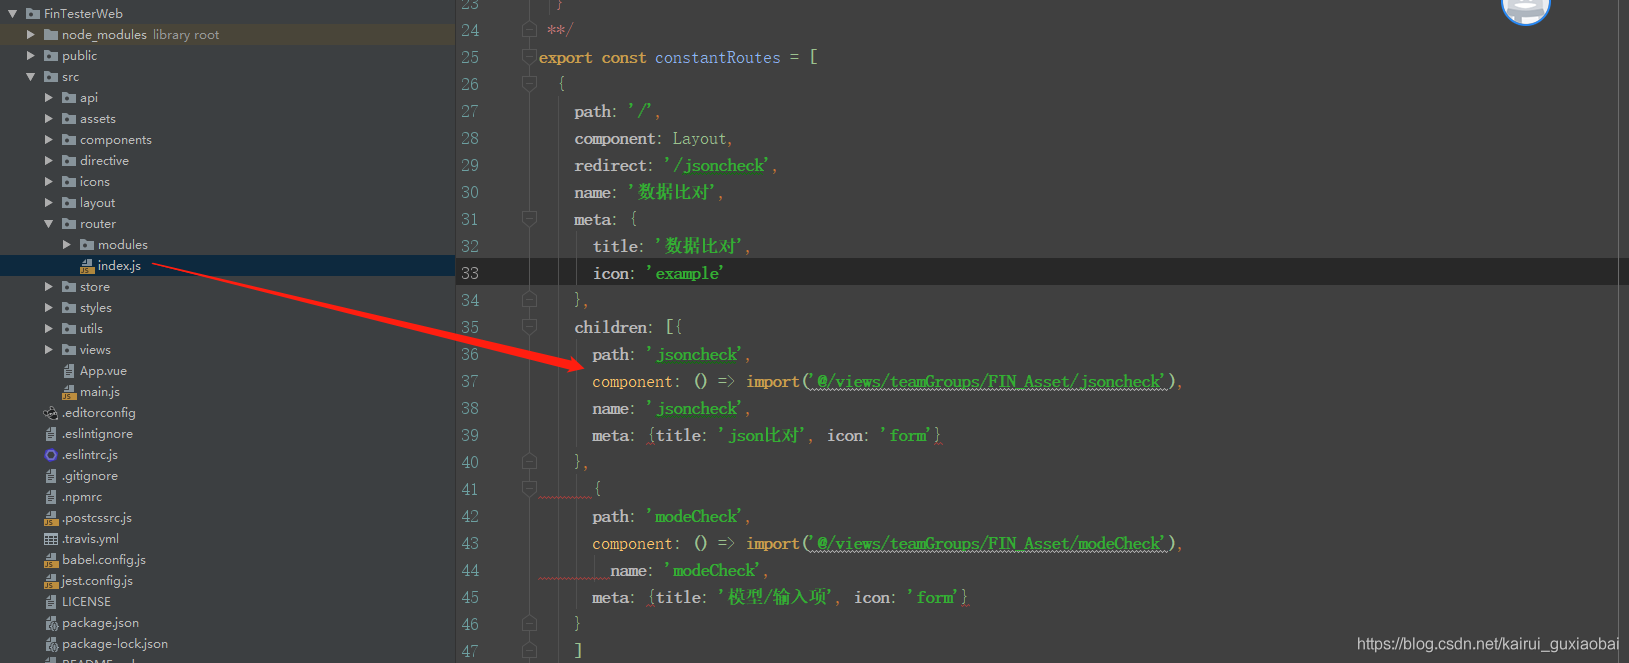 FinTesterWeb
node_modules library root
public
src
api
assets
components
directive
icons
layout
router
modules
index.js
store
styles
utils
views
App.vue
main.js
.editorconfig
.eslintignore
.eslintrc.js
.gitignore
.npmrc
.postcssrc.js
.travis.yml
babel.config.js
jest.config.js
LICENSE
package.json
package-lock.json
23 }
24 **/
25 export const constantRoutes = [
26 {
27 path: '/',
28 component: Layout,
29 redirect: '/jsoncheck',
30 name: '数据比对',
31 meta: {
32 title: '数据比对',
33 icon: 'example'
34 },
35 children: [{
36 path: 'jsoncheck',
37 component: () => import('@/views/teamGroups/FIN_Asset/jsoncheck'),
38 name: 'jsoncheck',
39 meta: {title: 'json比对', icon: 'form'}
40 },
41 {
42 path: 'modeCheck',
43 component: () => import('@/views/teamGroups/FIN_Asset/modeCheck'),
44 name: 'modeCheck',
45 meta: {title: '模型/输入项', icon: 'form'}
46 }
47 ]
https://blog.csdn.net/kairui_guxiaobai